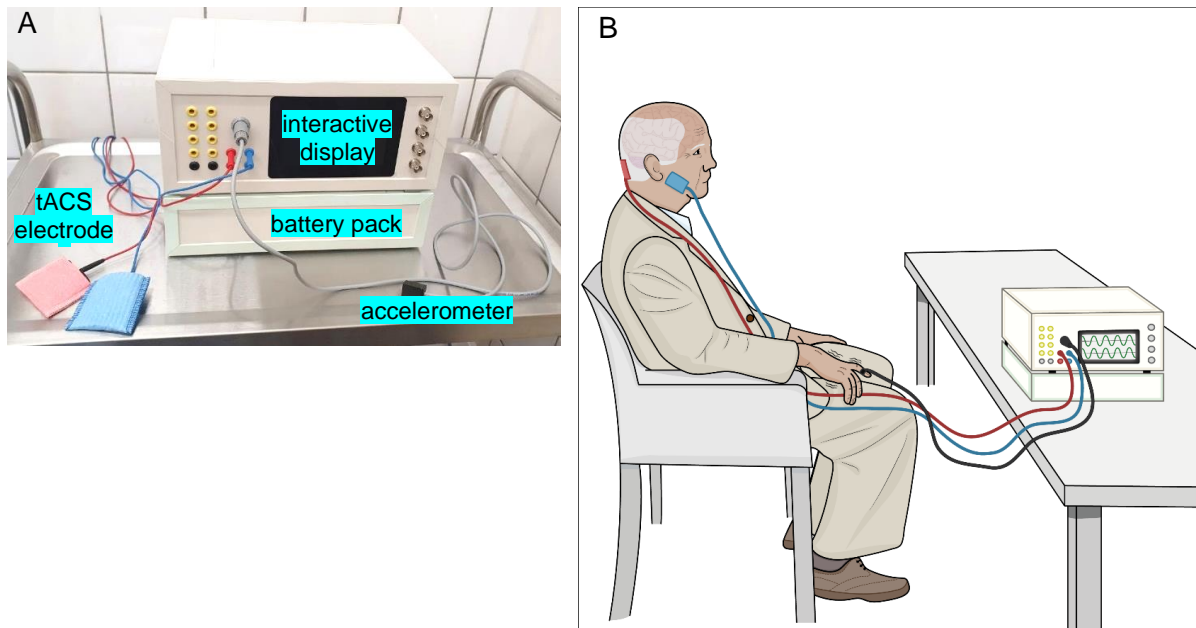 A
interactive
display
tACS
electrode
battery pack
accelerometer
B